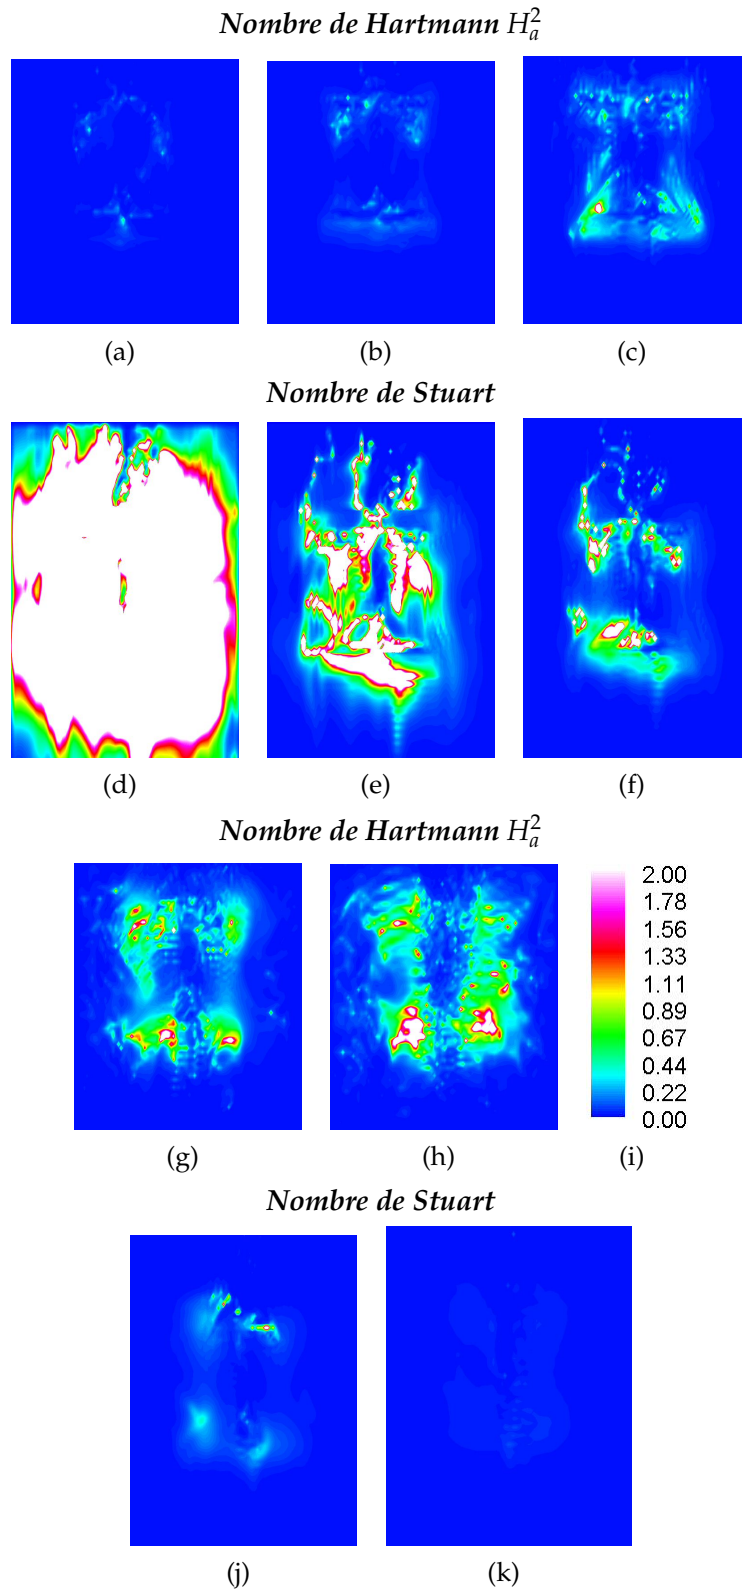 Nombre de Hartmann H_a^2
(a) (b) (c)
Nombre de Stuart
(d) (e) (f)
Nombre de Hartmann H_a^2
2.00
1.78
1.56
1.33
1.11
0.89
0.67
0.44
0.22
0.00
(g) (h) (i)
Nombre de Stuart
(j) (k)